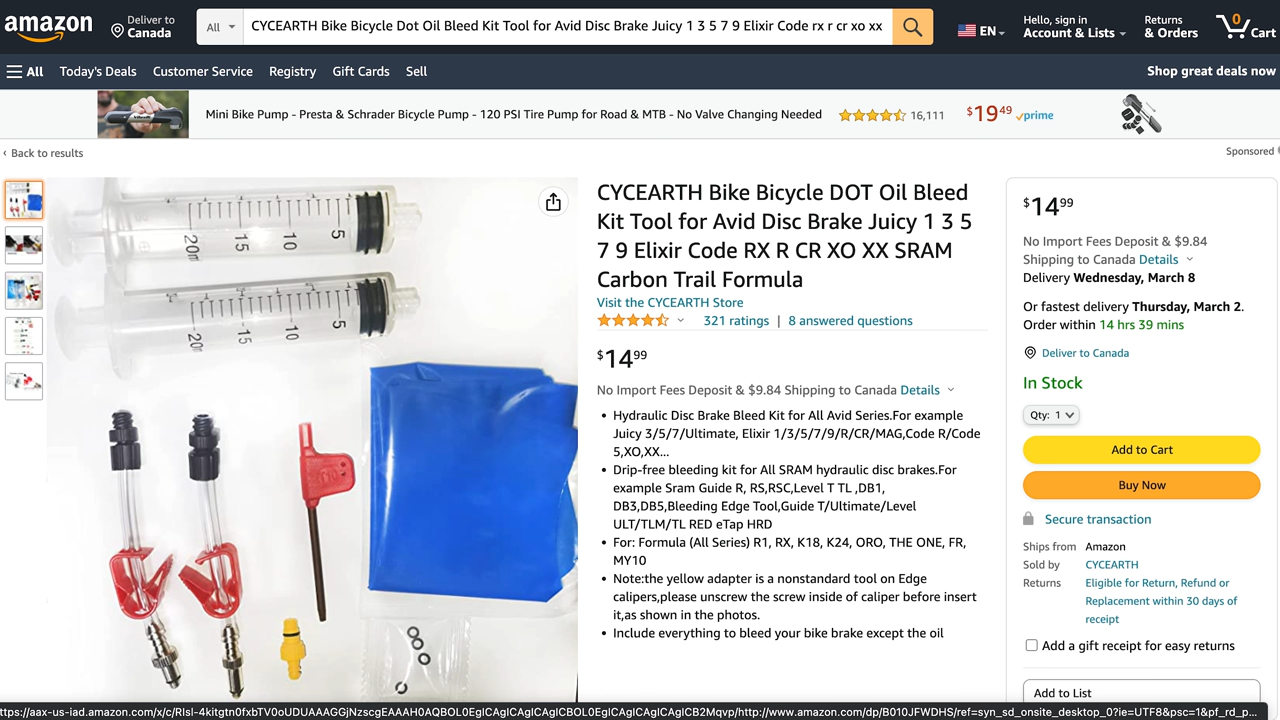 amazon
Deliver to
Canada
All
CYCEARTH Bike Bicycle Dot Oil Bleed Kit Tool for Avid Disc Brake Juicy 1 3 5 7 9 Elixir Code rx r cr xo xx
EN
Hello, sign in
Account & Lists
Returns
& Orders
0
Cart
All
Today's Deals
Customer Service
Registry
Gift Cards
Sell
Shop great deals now
Mini Bike Pump - Presta & Schrader Bicycle Pump - 120 PSI Tire Pump for Road & MTB - No Valve Changing Needed
16,111
$19 49
prime
‹ Back to results
Sponsored
20m 15 10 5
20m 15 10 5
CYCEARTH Bike Bicycle DOT Oil Bleed
Kit Tool for Avid Disc Brake Juicy 1 3 5
7 9 Elixir Code RX R CR XO XX SRAM
Carbon Trail Formula
Visit the CYCEARTH Store
321 ratings | 8 answered questions
$14 99
No Import Fees Deposit & $9.84 Shipping to Canada Details
• Hydraulic Disc Brake Bleed Kit for All Avid Series.For example
Juicy 3/5/7/Ultimate, Elixir 1/3/5/7/9/R/CR/MAG,Code R/Code
5,XO,XX...
• Drip-free bleeding kit for All SRAM hydraulic disc brakes.For
example Sram Guide R, RS,RSC,Level T TL ,DB1,
DB3,DB5,Bleeding Edge Tool,Guide T/Ultimate/Level
ULT/TLM/TL RED eTap HRD
• For: Formula (All Series) R1, RX, K18, K24, ORO, THE ONE, FR,
MY10
• Note:the yellow adapter is a nonstandard tool on Edge
calipers,please unscrew the screw inside of caliper before insert
it,as shown in the photos.
• Include everything to bleed your bike brake except the oil
$14 99
No Import Fees Deposit & $9.84
Shipping to Canada Details
Delivery Wednesday, March 8
Or fastest delivery Thursday, March 2.
Order within 14 hrs 39 mins
Deliver to Canada
In Stock
Qty: 1
Add to Cart
Buy Now
Secure transaction
Ships from Amazon
Sold by CYCEARTH
Returns Eligible for Return, Refund or
Replacement within 30 days of
receipt
Add a gift receipt for easy returns
Add to List